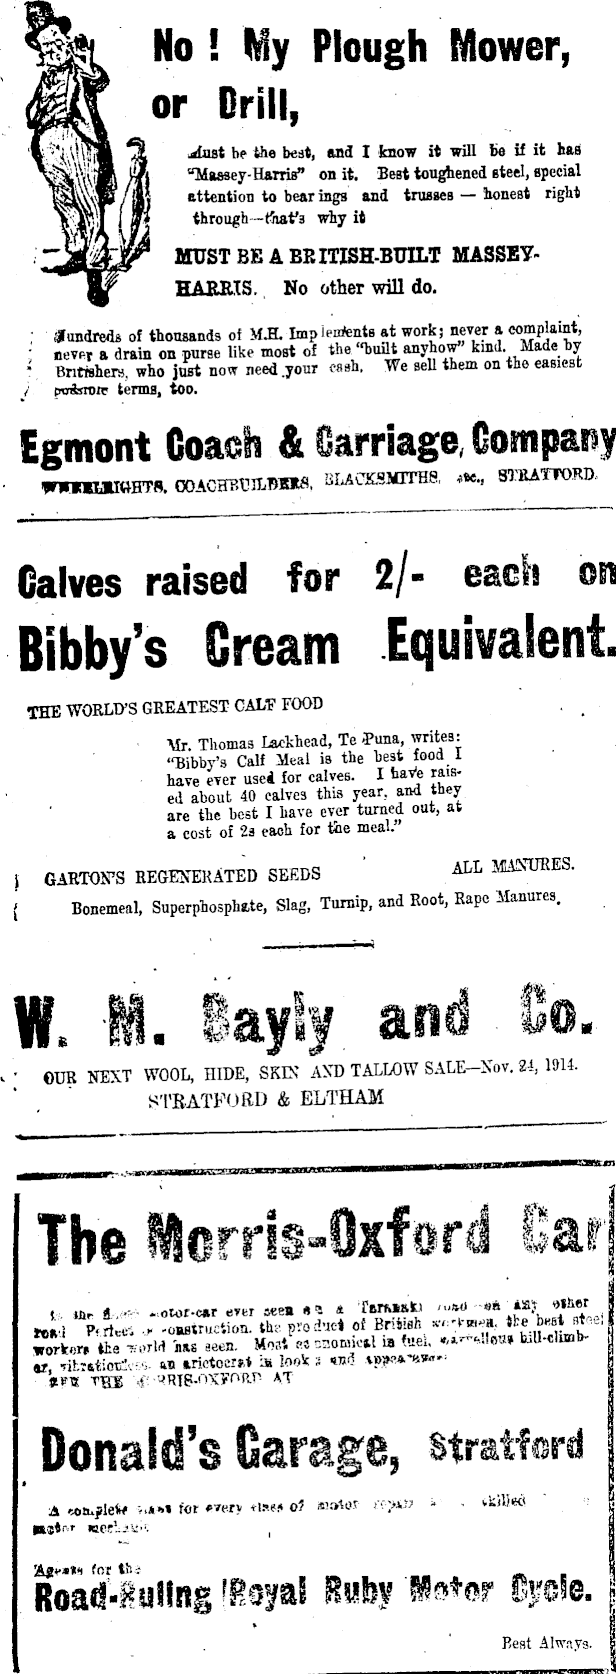 No ! My Plough Mower,
or Drill,
Must be the best, and I know it will be if it has
"Massey-Harris" on it. Best toughened steel, special
attention to bearings and trusses — honest right
through—that's why it
MUST BE A BRITISH-BUILT MASSEY-
HARRIS. No other will do.
Hundreds of thousands of M.H. Implements at work; never a complaint,
never a drain on purse like most of the "built anyhow" kind. Made by
Britishers, who just now need your cash. We sell them on the easiest
possible terms, too.
Egmont Coach & Carriage, Company
WHEELRIGHTS, COACHBUILDERS, BLACKSMITHS, etc., STRATFORD.
Calves raised for 2/- each on
Bibby's Cream Equivalent.
THE WORLD'S GREATEST CALF FOOD
Mr. Thomas Lackhead, Te Puna, writes:
"Bibby's Calf Meal is the best food I
have ever used for calves. I have rais-
ed about 40 calves this year, and they
are the best I have ever turned out, at
a cost of 2s each for the meal."
GARTON'S REGENERATED SEEDS ALL MANURES.
Bonemeal, Superphosphate, Slag, Turnip, and Root, Rape Manures.
W. M. Bayly and Co.
OUR NEXT WOOL, HIDE, SKIN AND TALLOW SALE—Nov. 24, 1914.
STRATFORD & ELTHAM
The Morris-Oxford Car
Is the motor-car ever seen on a Taranaki road on any other
road Perfect construction, the product of British workmen, the best steel
workers the world has seen. Most economical in fuel, marvellous hill-climb-
er, vibrationless, an aristocrat in looks and appearance
SEE THE MORRIS-OXFORD AT
Donald's Garage, Stratford
A complete plant for every class of motor repair skilled
motor mechanic
Agents for the
Road-Ruling Royal Ruby Motor Cycle.
Best Always.